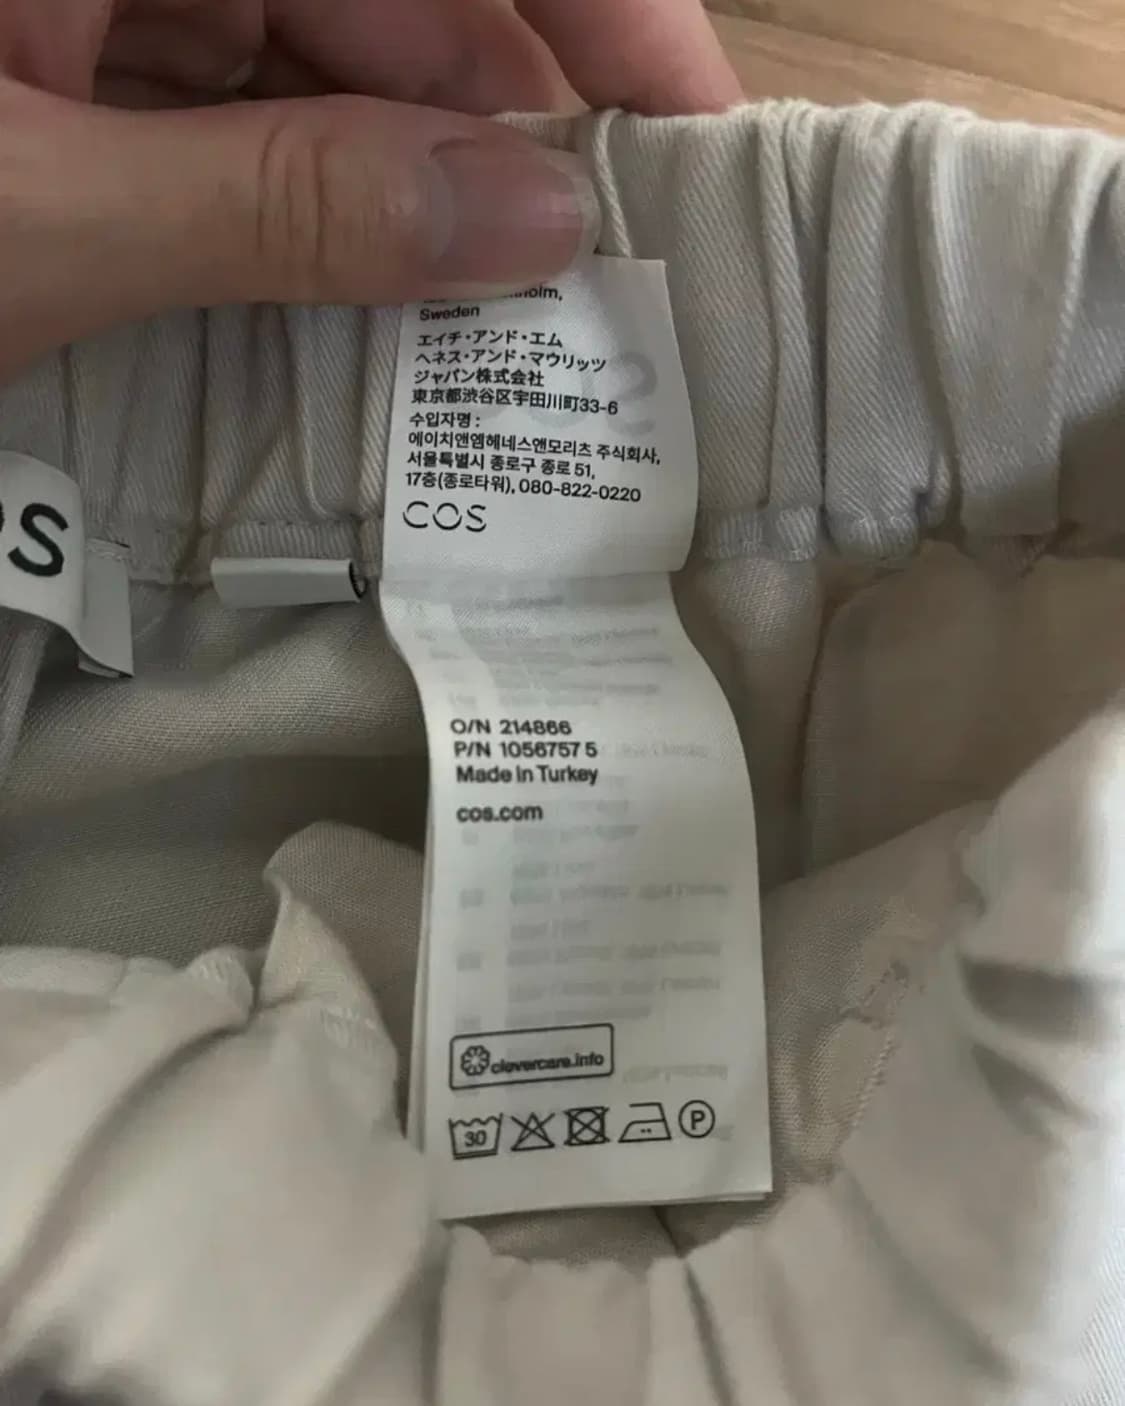 Sweden
エイチ・アンド・エム
ヘネス・アンド・マウリッツ
ジャパン株式会社
東京都渋谷区宇田川町33-6
수입자명:
에이치앤엠헤네스앤모리츠 주식회사,
서울특별시 종로구 종로 51,
17층(종로타워), 080-822-0220
COS
O/N 214866
P/N 1056757 5
Made in Turkey
cos.com
clevercare.info
30
P